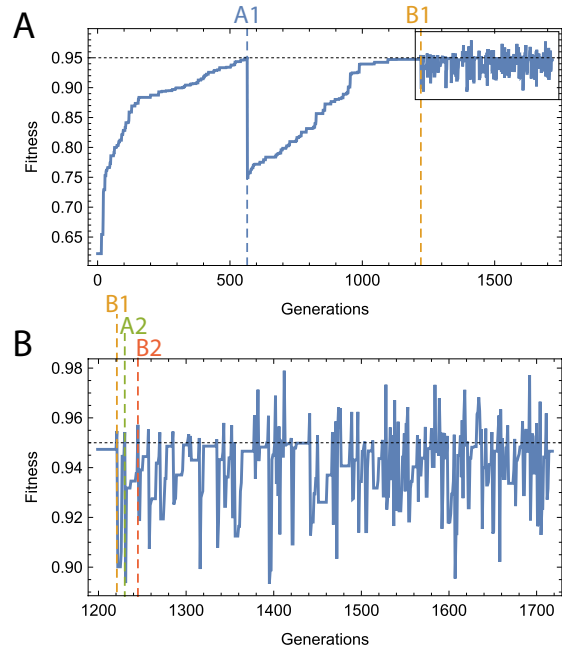 A
A1
B1
Fitness
0.95
0.90
0.85
0.80
0.75
0.70
0.65
0
500
1000
1500
Generations
B1
A2
B2
B
Fitness
0.98
0.96
0.94
0.92
0.90
1200
1300
1400
1500
1600
1700
Generations